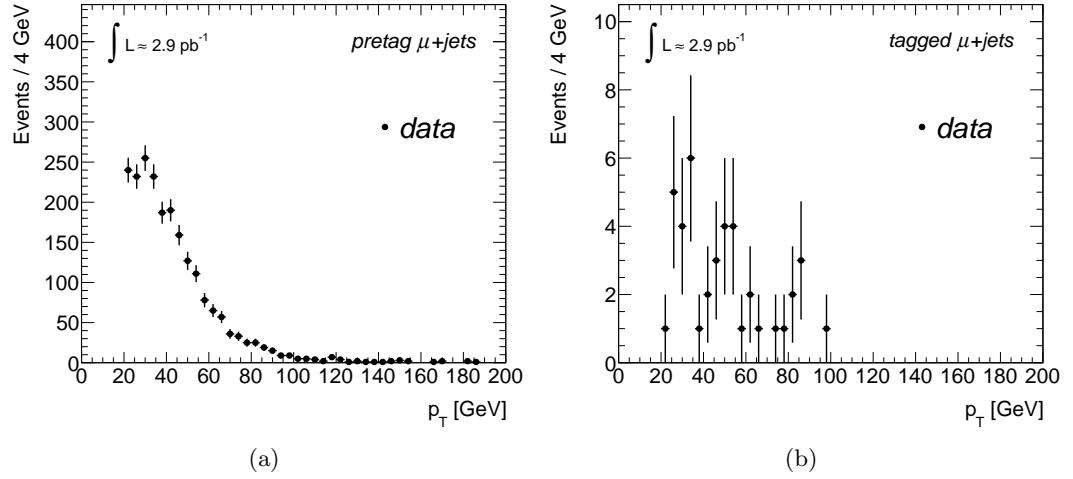 Events / 4 GeV
400
350
300
250
200
150
100
50
0
∫ L ≈ 2.9 pb⁻¹
pretag μ+jets
data
0 20 40 60 80 100 120 140 160 180 200
p_T [GeV]
(a)
Events / 4 GeV
10
8
6
4
2
0
∫ L ≈ 2.9 pb⁻¹
tagged μ+jets
data
0 20 40 60 80 100 120 140 160 180 200
p_T [GeV]
(b)